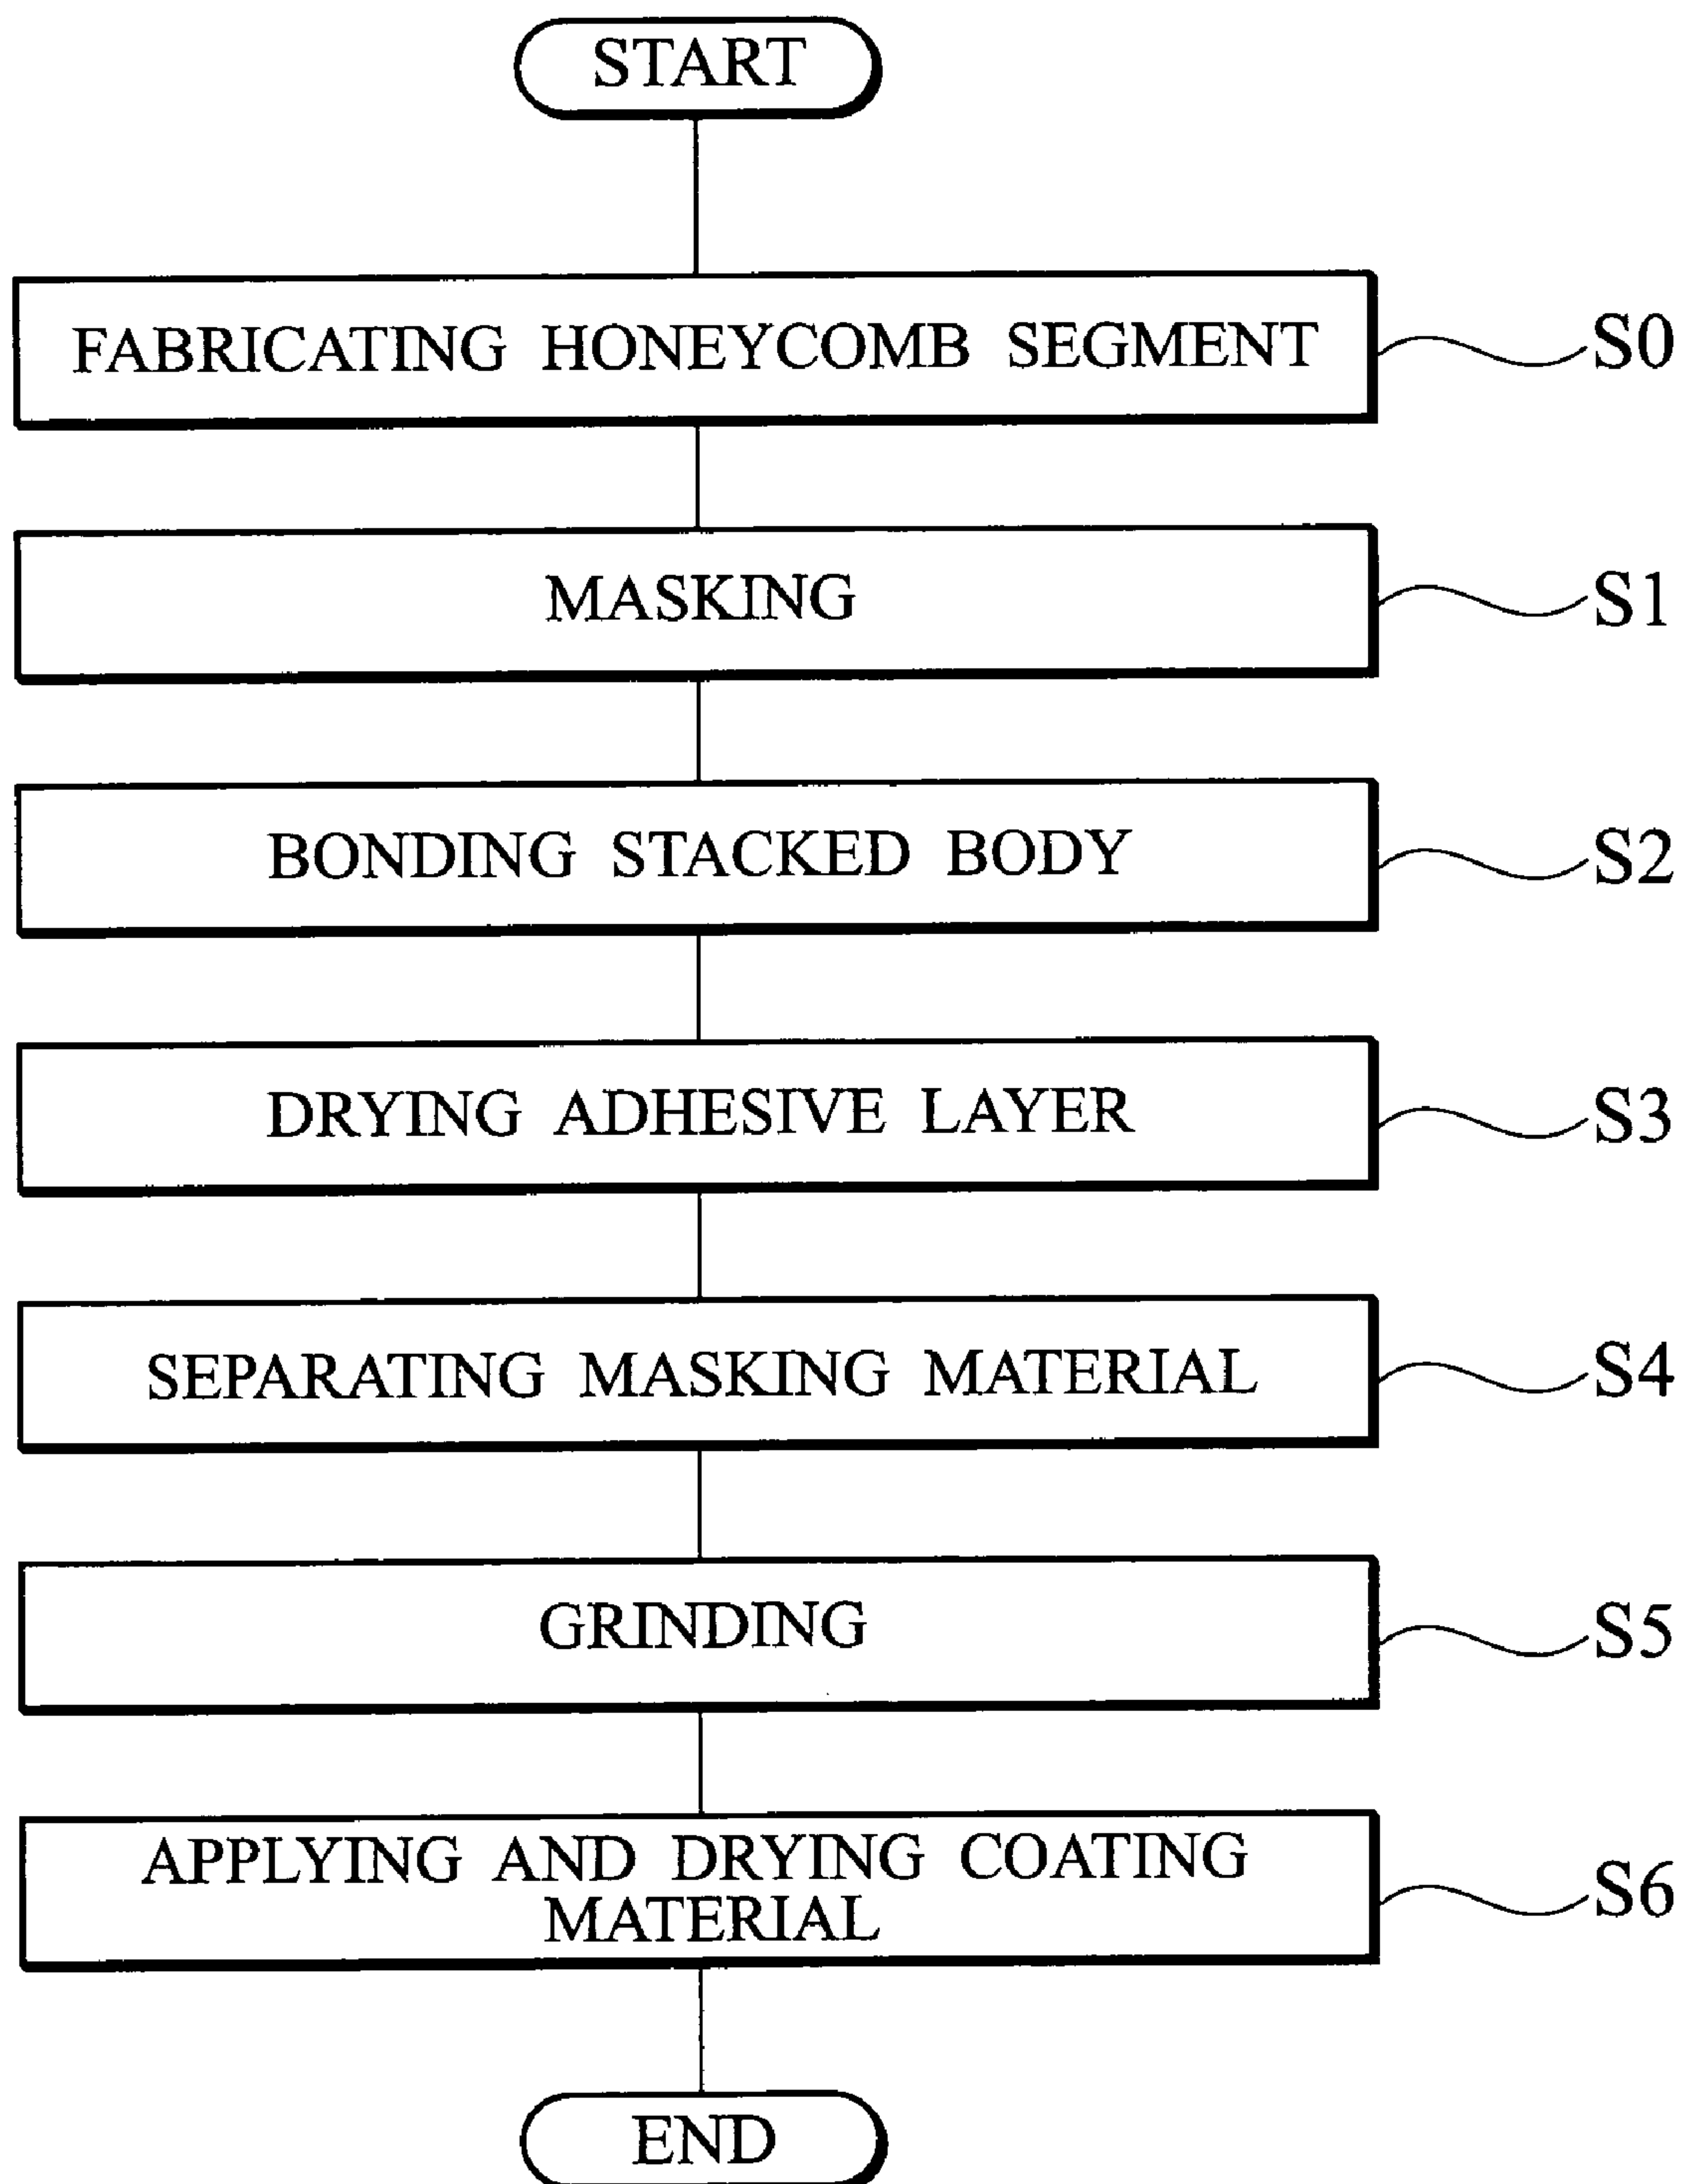 START
FABRICATING HONEYCOMB SEGMENT
S0
MASKING
S1
BONDING STACKED BODY
S2
DRYING ADHESIVE LAYER
S3
SEPARATING MASKING MATERIAL
S4
GRINDING
S5
APPLYING AND DRYING COATING
MATERIAL
S6
END